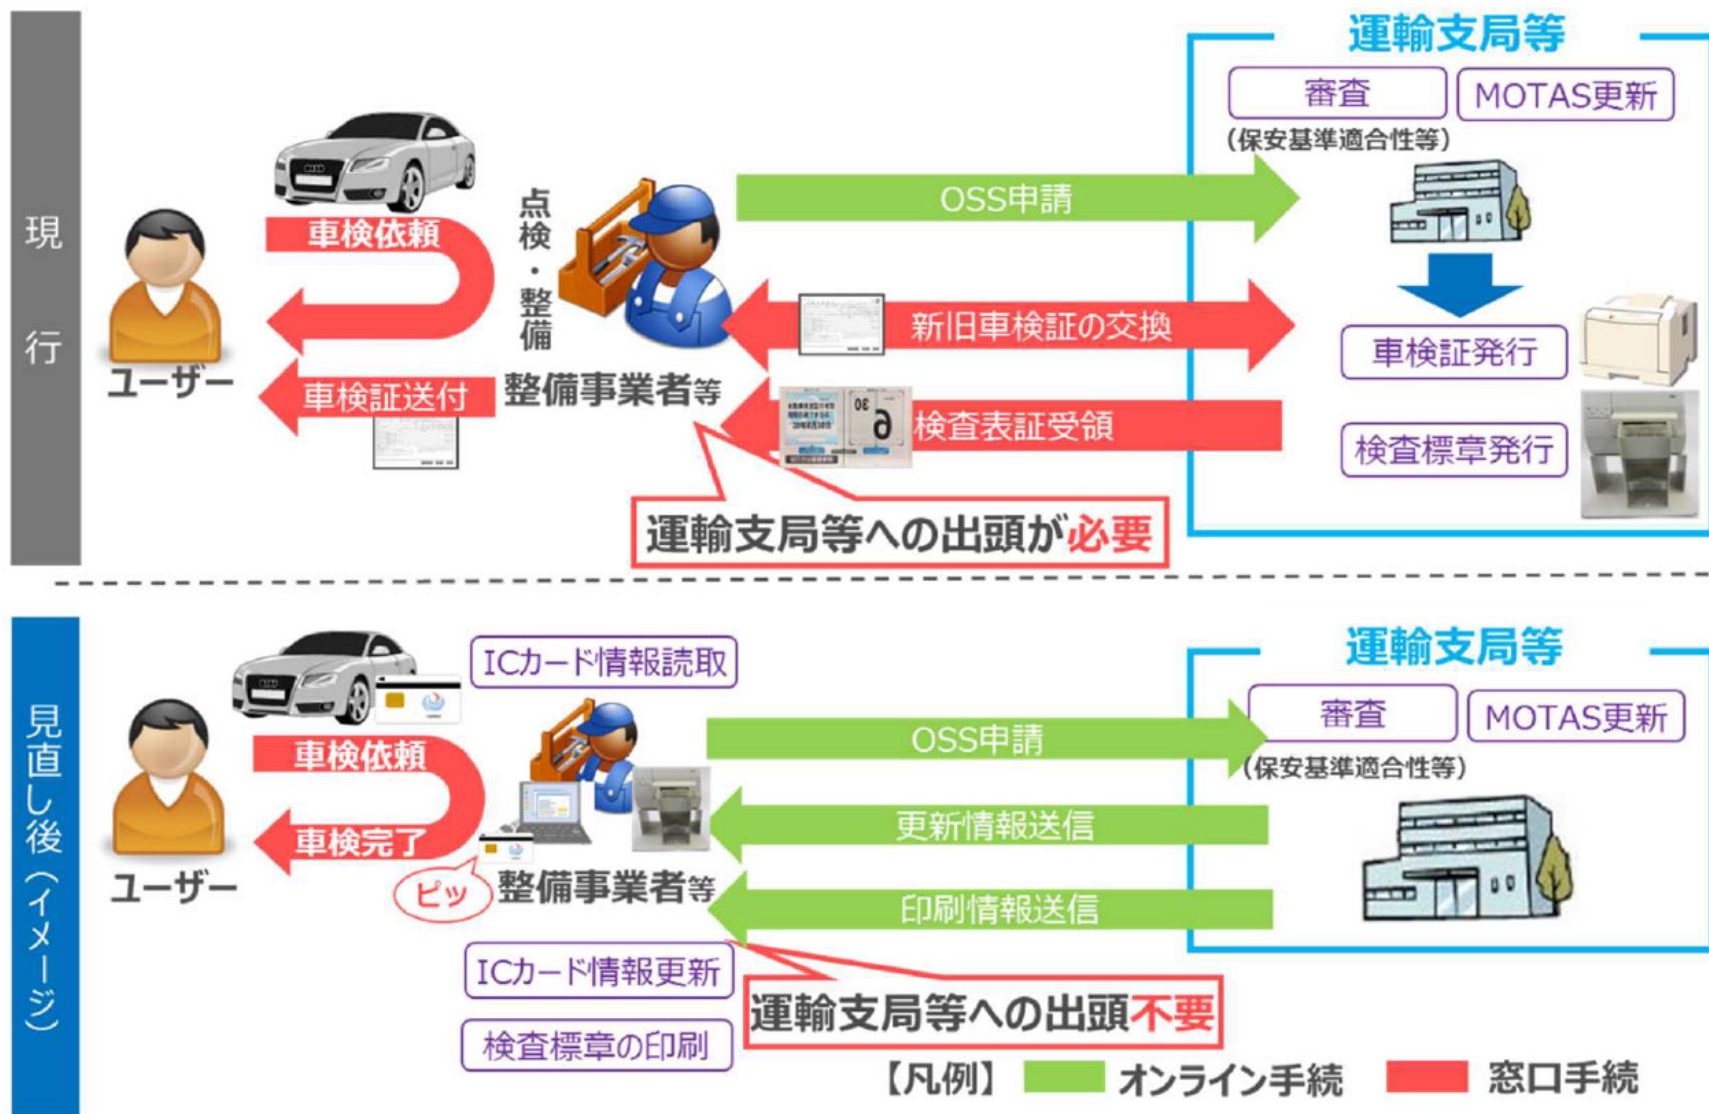 現行
運輸支局等
審査
MOTAS更新
(保安基準適合性等)
OSS申請
車検依頼
点検・整備
新旧車検証の交換
車検証発行
ユーザー
車検証送付
整備事業者等
30
6
検査表証受領
検査標章発行
運輸支局等への出頭が必要
見直し後(イメージ)
運輸支局等
ICカード情報読取
審査
MOTAS更新
(保安基準適合性等)
OSS申請
車検依頼
更新情報送信
車検完了
ユーザー
ピッ
整備事業者等
印刷情報送信
ICカード情報更新
運輸支局等への出頭不要
検査標章の印刷
【凡例】 オンライン手続 窓口手続